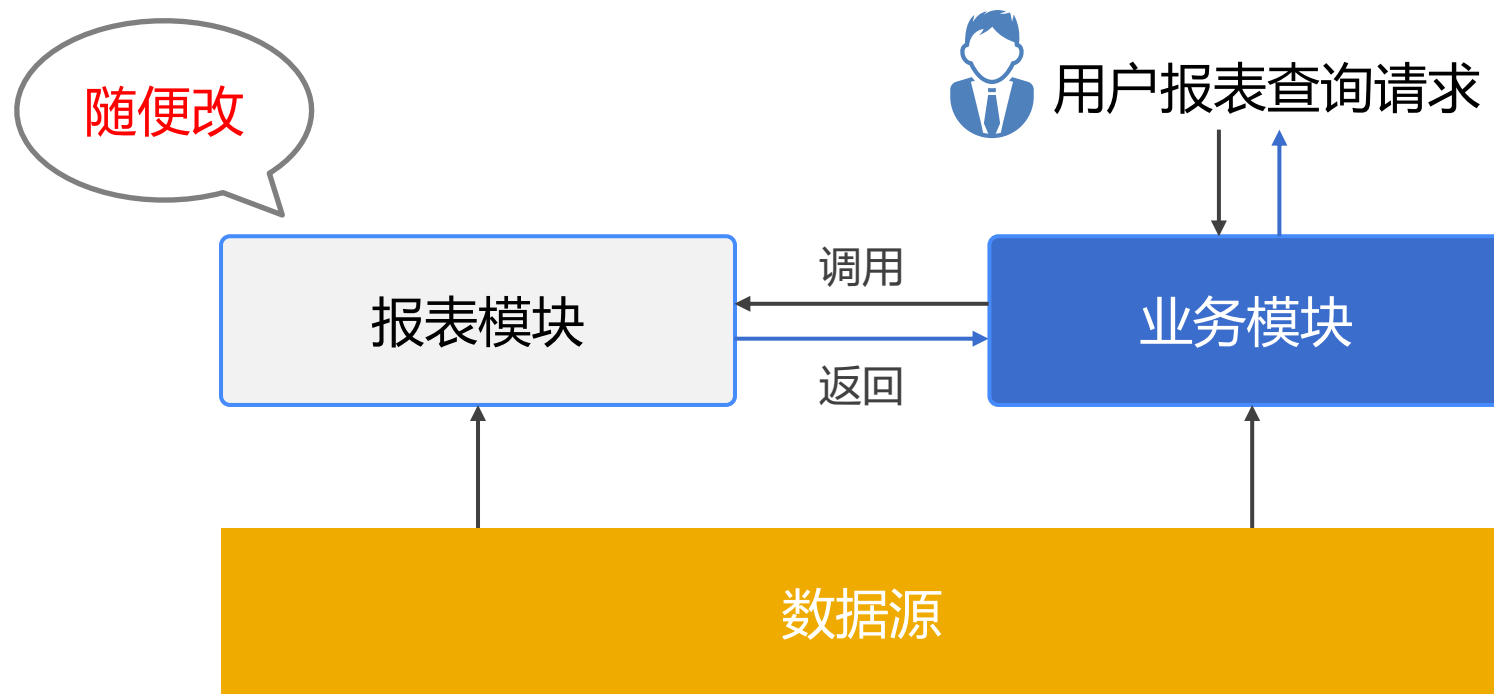 随便改
用户报表查询请求
调用
报表模块
业务模块
返回
数据源